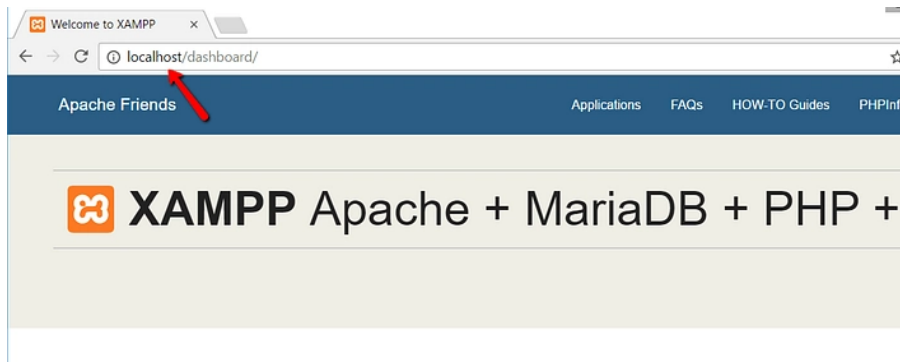 Welcome to XAMPP
localhost/dashboard/
Apache Friends Applications FAQs HOW-TO Guides PHPInf
XAMPP Apache + MariaDB + PHP +